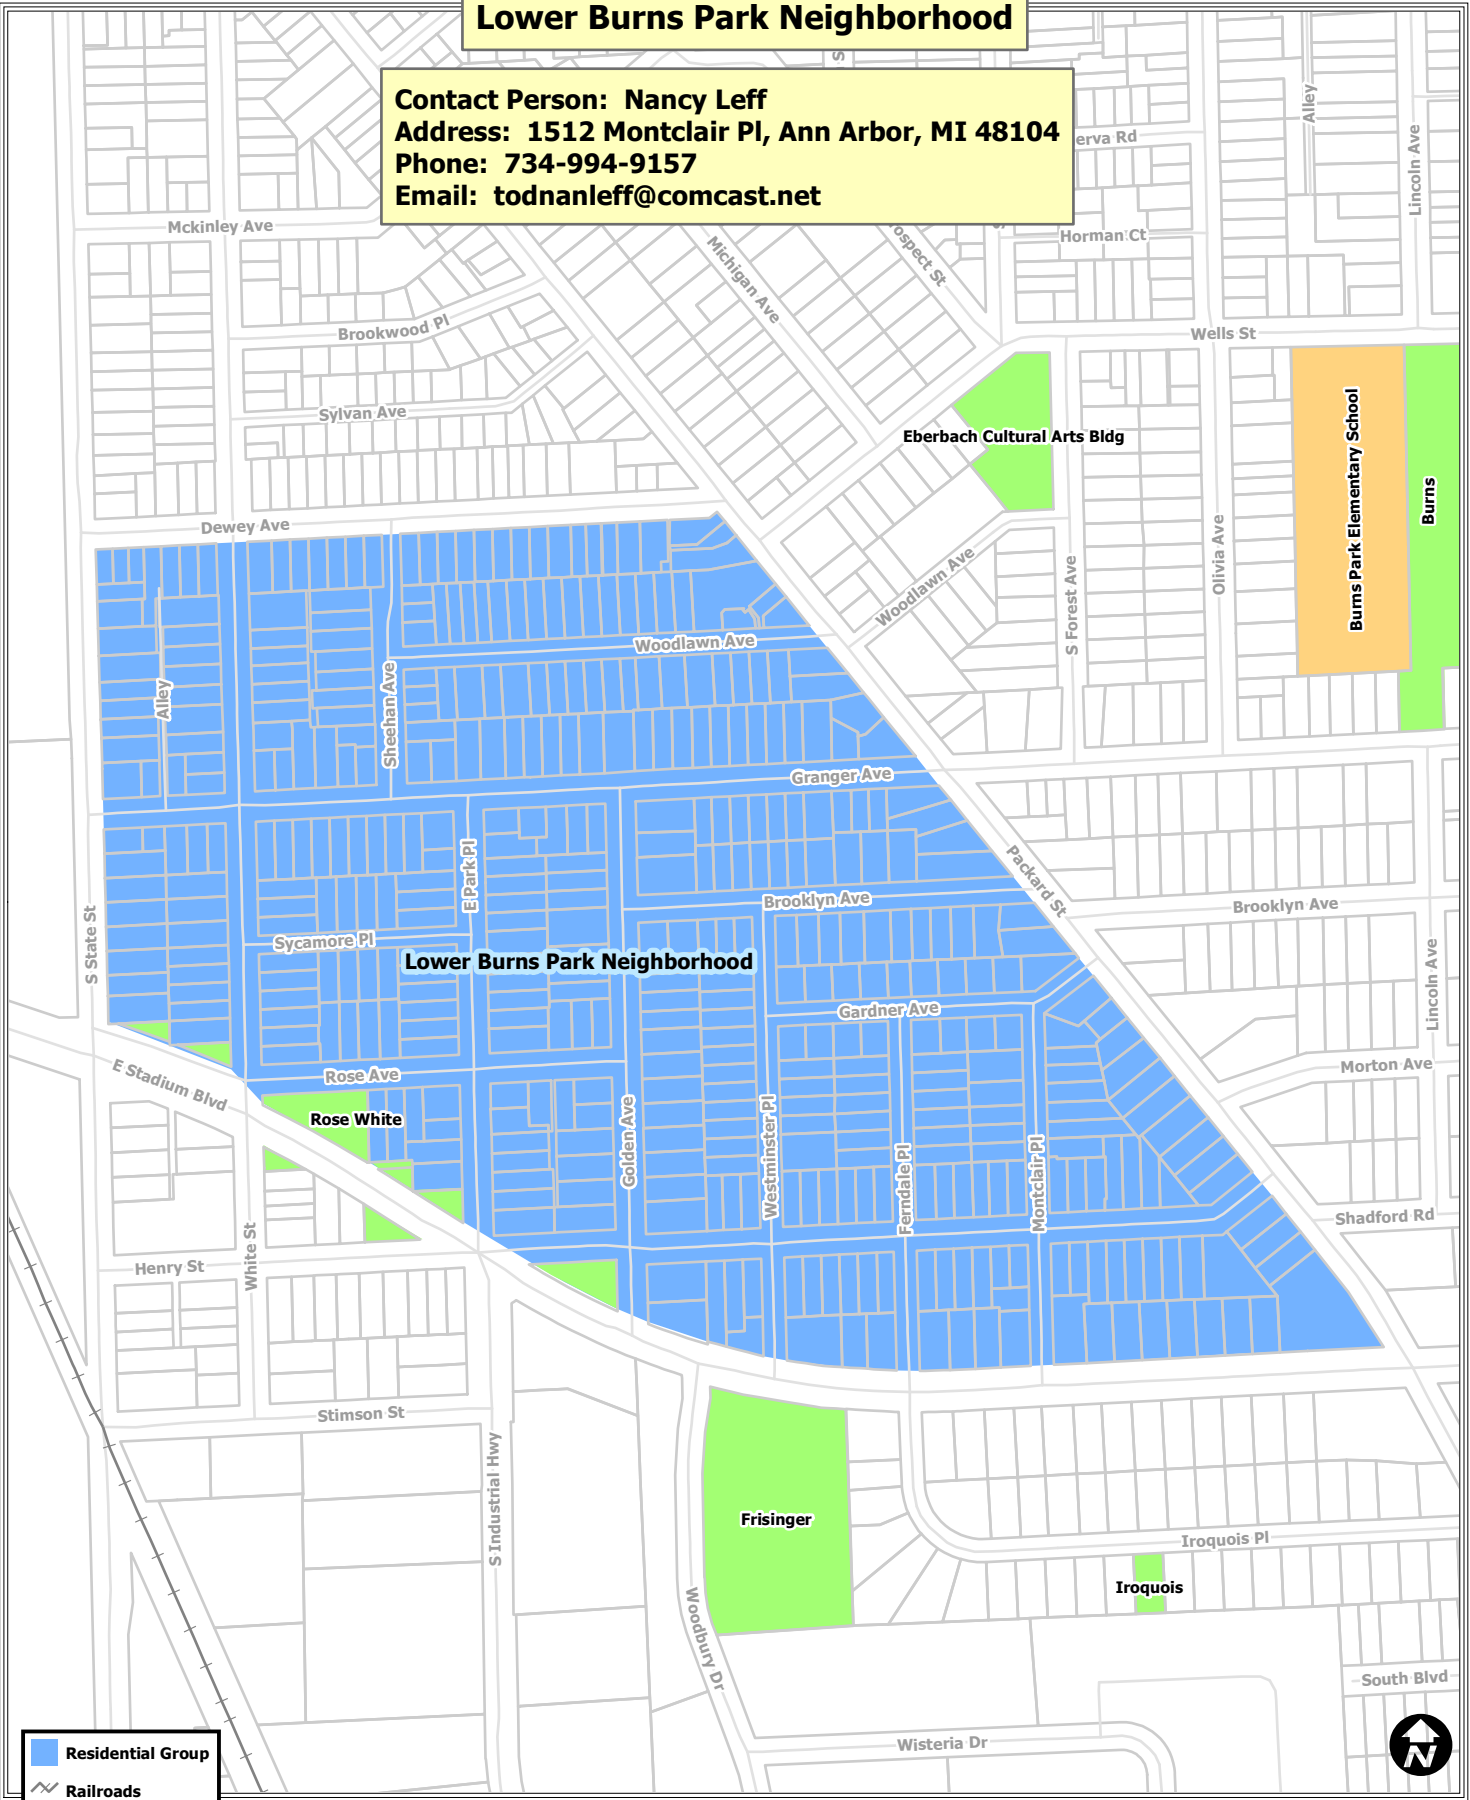 Lower Burns Park Neighborhood
Contact Person: Nancy Leff
Address: 1512 Montclair Pl, Ann Arbor, MI 48104
Phone: 734-994-9157
Email: todnanleff@comcast.net
Alley
Lincoln Ave
erva Rd
Mckinley Ave
Horman Ct
ospect St
Michigan Ave
Brookwood Pl
Wells St
Sylvan Ave
Eberbach Cultural Arts Bldg
Burns Park Elementary School
Burns
Dewey Ave
Olivia Ave
S Forest Ave
Woodlawn Ave
Woodlawn Ave
Alley
Sheehan Ave
Granger Ave
E Park Pl
Packard St
Brooklyn Ave
Brooklyn Ave
S State St
Sycamore Pl
Lower Burns Park Neighborhood
Lincoln Ave
Gardner Ave
E Stadium Blvd
Rose Ave
Morton Ave
Rose White
Golden Ave
Westminster Pl
Ferndale Pl
Montclair Pl
Shadford Rd
White St
Henry St
Stimson St
S Industrial Hwy
Frisinger
Iroquois Pl
Iroquois
Woodbury Dr
South Blvd
Wisteria Dr
Residential Group
Railroads
N